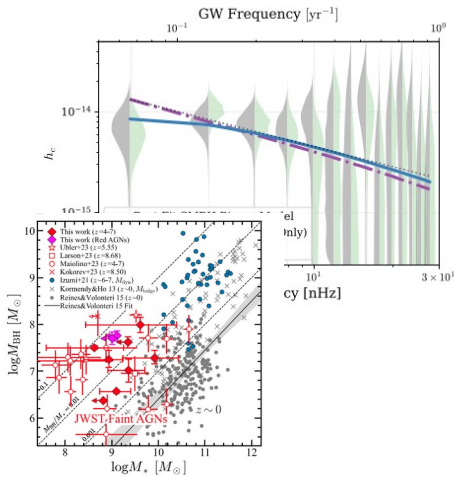 GW Frequency [yr⁻¹]
10⁻¹
10⁰
10⁻¹⁴
h_c
10⁻¹⁵
Only)
10¹
3 × 10¹
cy [nHz]
This work (z=4-7)
This work (Red AGNs)
Ubler+23 (z=5.55)
Larson+23 (z=8.68)
Maiolino+23 (z=4-7)
Kokorev+23 (z=8.50)
Izumi+21 (z~6-7, M_dyn)
Kormendy&Ho 13 (z~0, M_bulge)
Reines&Volonteri 15 (z~0)
Reines&Volonteri 15 Fit
10
9
8
7
6
logM_BH [M_⊙]
0.1
M_BH/M_* = 0.01
0.001
z~0
JWST Faint AGNs
8
9
10
11
12
logM_* [M_⊙]